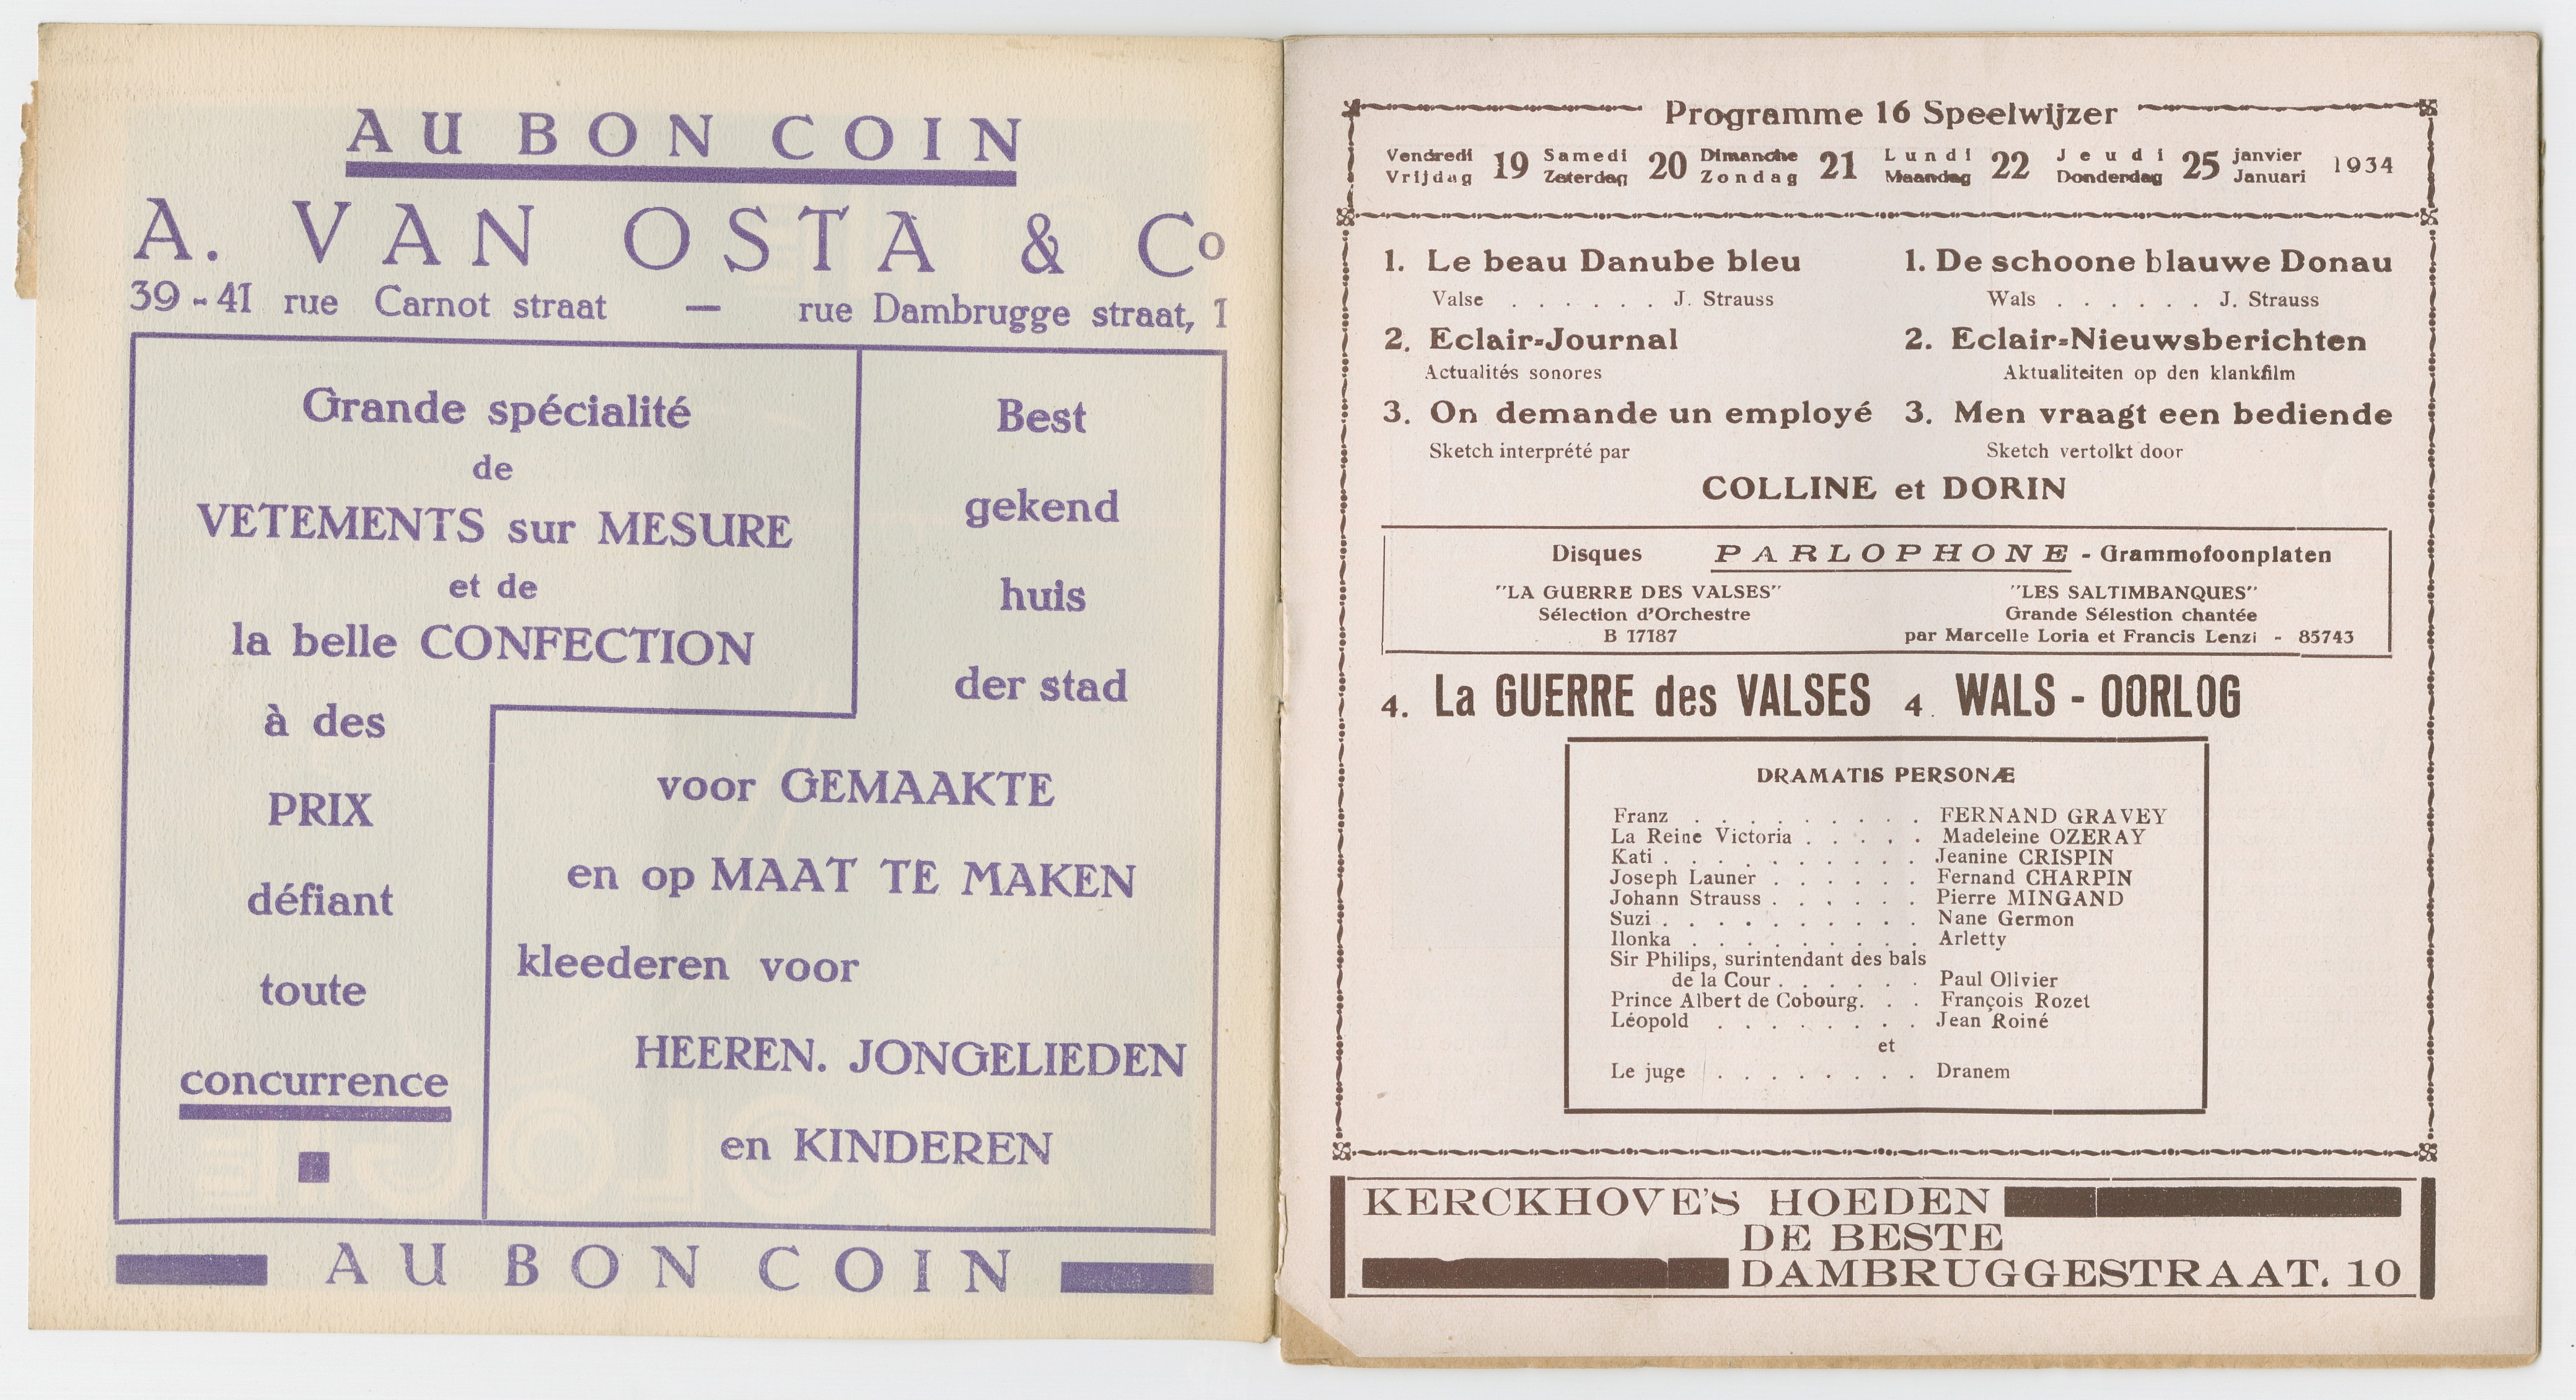 AU BON COIN
A. VAN OSTA & Co
39-41 rue Carnot straat — rue Dambrugge straat, 1
Grande spécialité
de
VETEMENTS sur MESURE
et de
la belle CONFECTION
à des
PRIX
défiant
toute
concurrence
Best
gekend
huis
der stad
voor GEMAAKTE
en op MAAT TE MAKEN
kleederen voor
HEEREN. JONGELIEDEN
en KINDEREN
AU BON COIN
Programme 16 Speelwijzer
Vendredi Vrijdag 19 Samedi Zaterdag 20 Dimanche Zondag 21 Lundi Maandag 22 Jeudi Donderdag 25 janvier Januari 1934
1. Le beau Danube bleu
Valse . . . . . . J. Strauss
2. Eclair-Journal
Actualités sonores
3. On demande un employé
Sketch interprété par
1. De schoone blauwe Donau
Wals . . . . . . J. Strauss
2. Eclair-Nieuwsberichten
Aktualiteiten op den klankfilm
3. Men vraagt een bediende
Sketch vertolkt door
COLLINE et DORIN
Disques PARLOPHONE - Grammofoonplaten
"LA GUERRE DES VALSES"
Sélection d'Orchestre
B 17187
"LES SALTIMBANQUES"
Grande Sélestion chantée
par Marcelle Loria et Francis Lenzi - 85743
4. La GUERRE des VALSES 4. WALS - OORLOG
DRAMATIS PERSONÆ
Franz . . . . . . . . . FERNAND GRAVEY
La Reine Victoria . . . . . Madeleine OZERAY
Kati . . . . . . . . . . Jeanine CRISPIN
Joseph Launer . . . . . . Fernand CHARPIN
Johann Strauss . . . . . . Pierre MINGAND
Suzi . . . . . . . . . . Nane Germon
Ilonka . . . . . . . . . Arletty
Sir Philips, surintendant des bals
de la Cour . . . . . . Paul Olivier
Prince Albert de Cobourg. . . François Rozet
Léopold . . . . . . . . Jean Roiné
et
Le juge . . . . . . . . Dranem
KERCKHOVE'S HOEDEN
DE BESTE
DAMBRUGGESTRAAT. 10